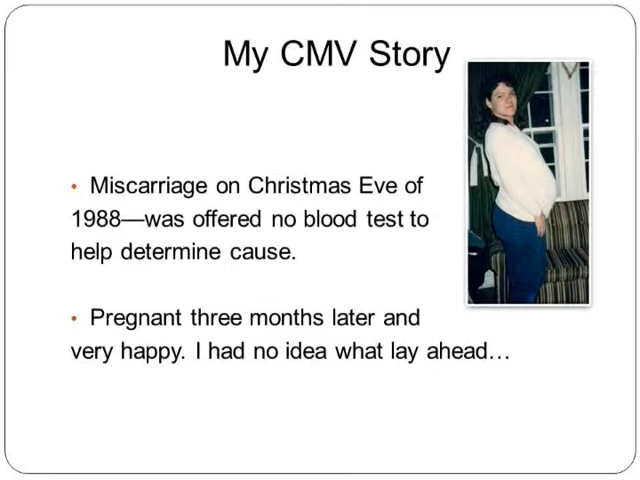 My CMV Story
• Miscarriage on Christmas Eve of
1988—was offered no blood test to
help determine cause.
• Pregnant three months later and
very happy. I had no idea what lay ahead…